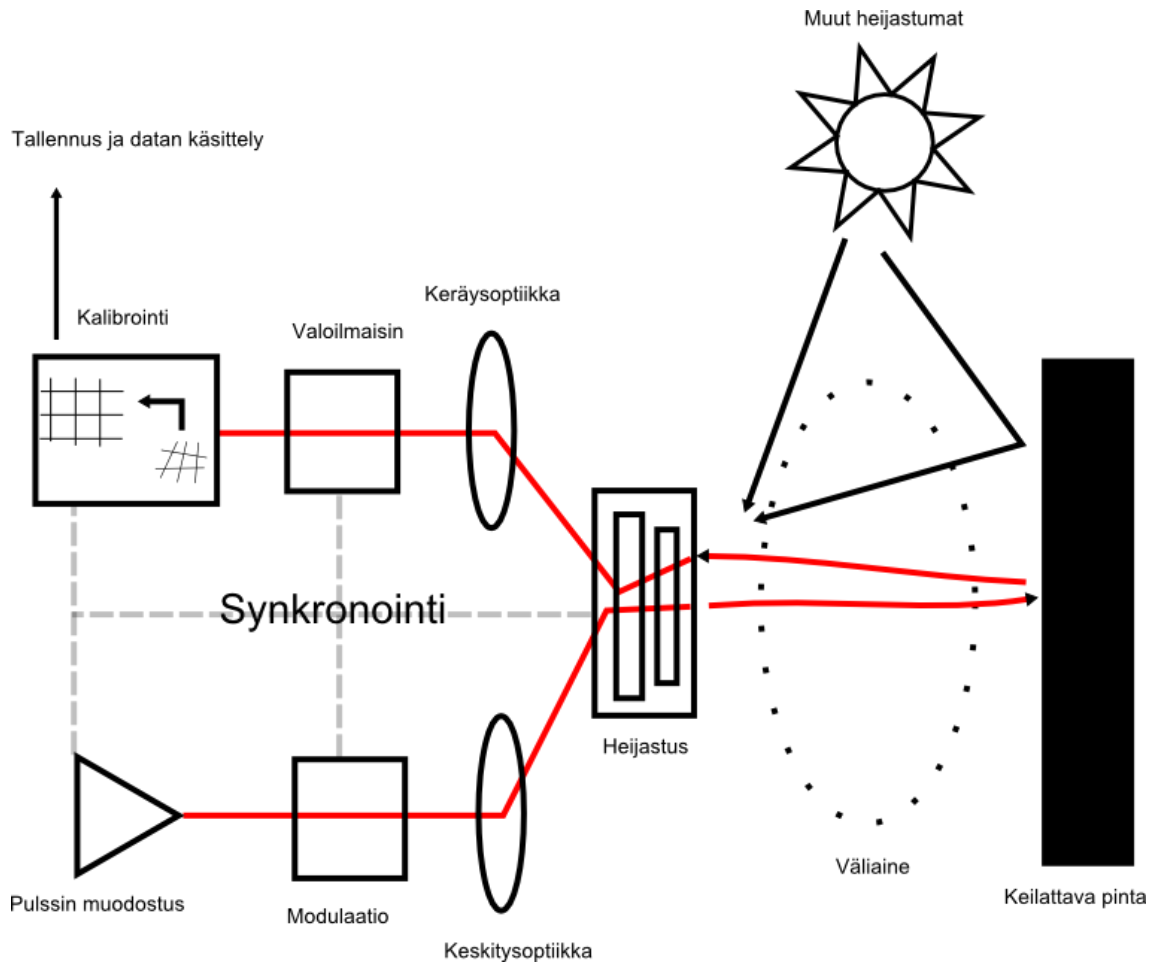 Muut heijastumat
Tallennus ja datan käsittely
Keräysoptiikka
Kalibrointi
Valoilmaisin
Synkronointi
Heijastus
Väliaine
Keilattava pinta
Pulssin muodostus
Modulaatio
Keskitysoptiikka